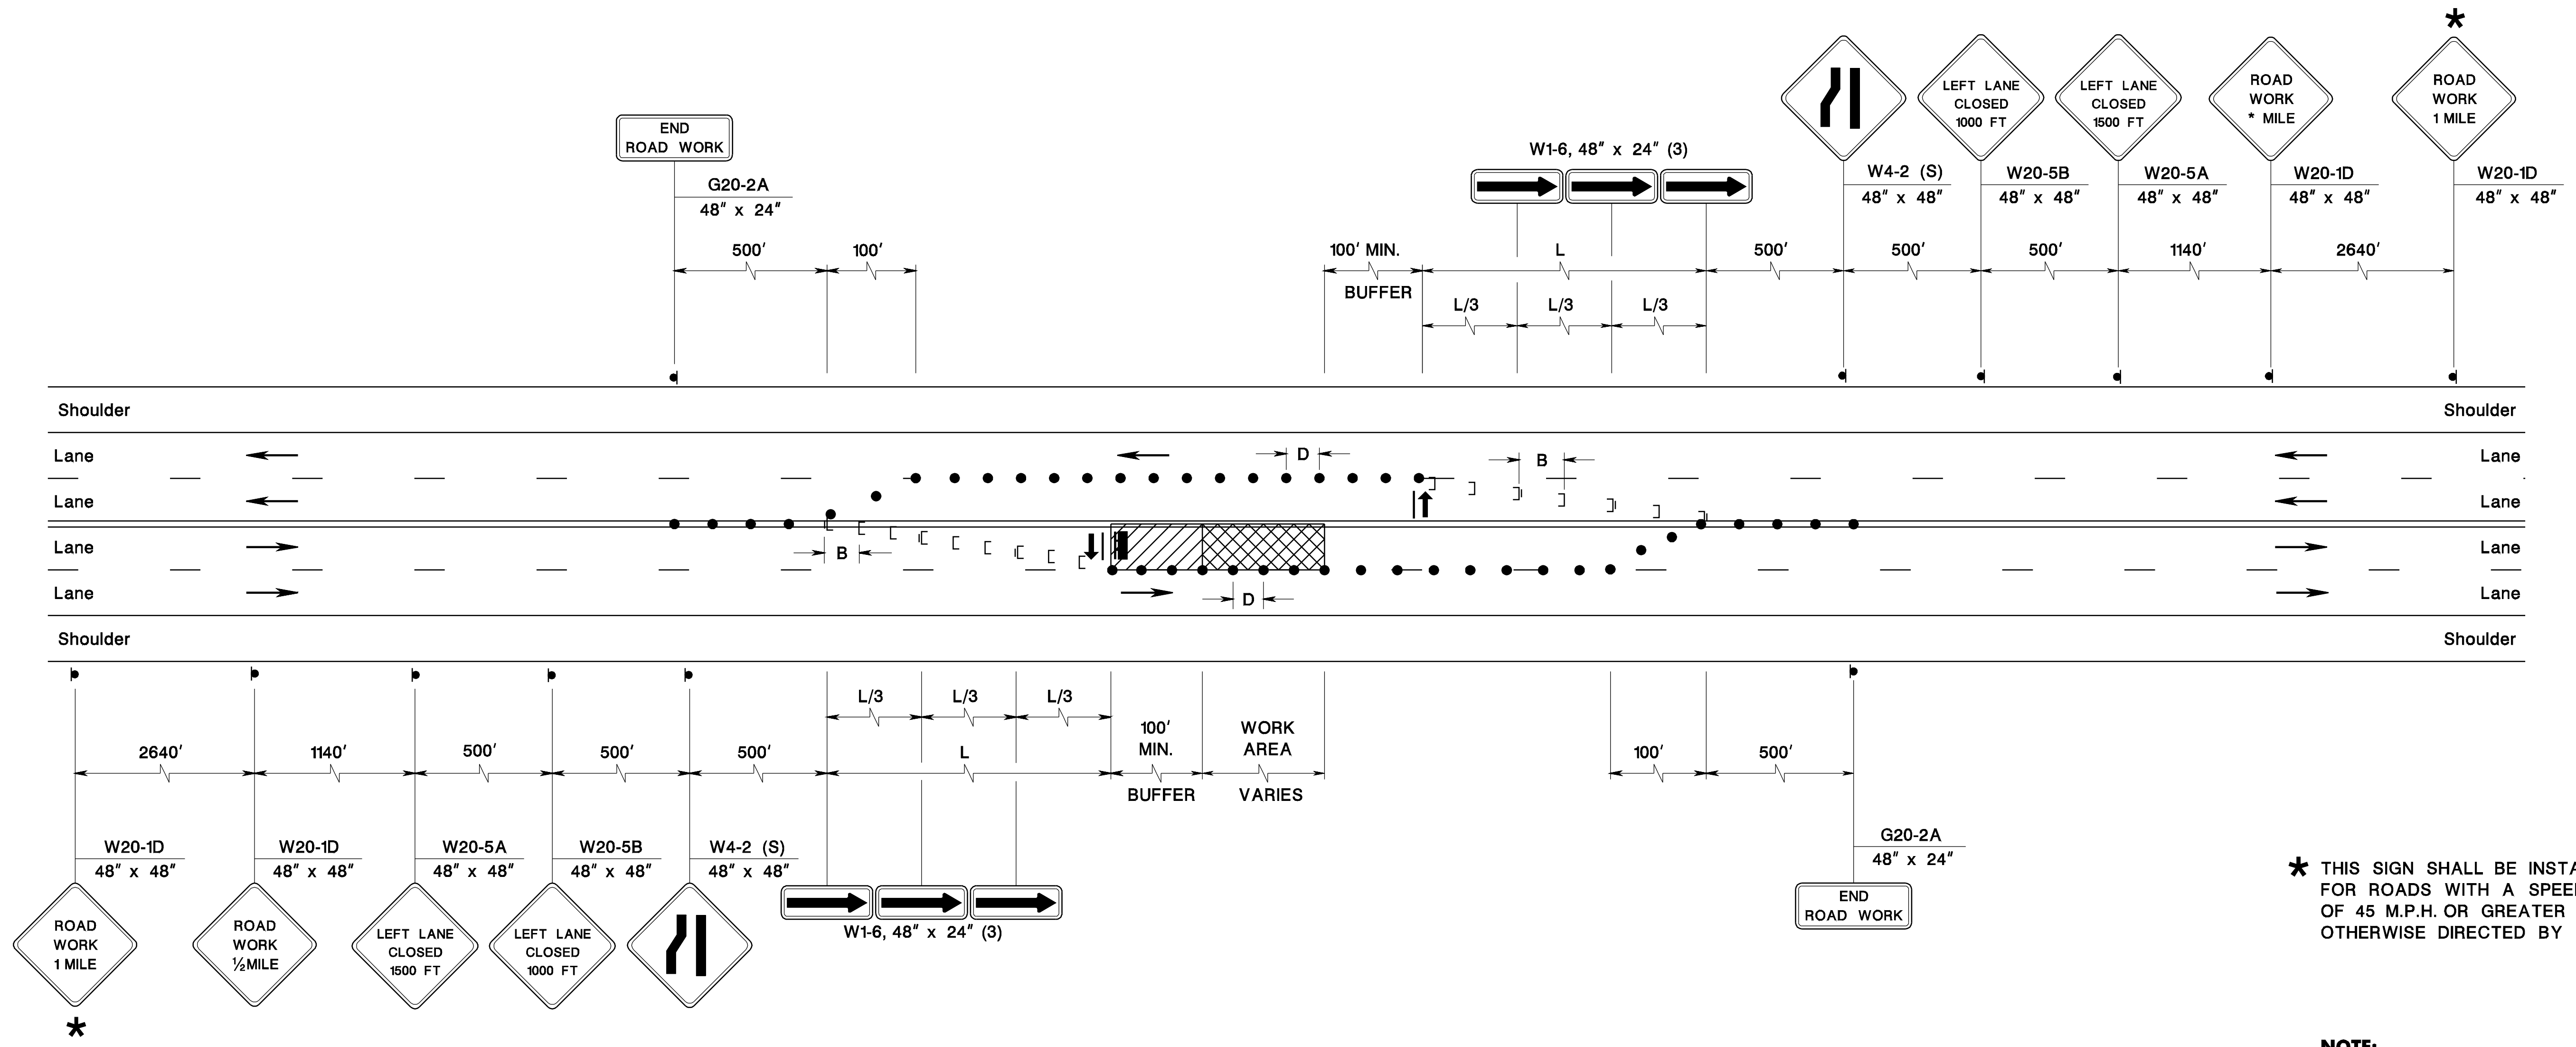 *
ROAD
WORK
1 MILE
ROAD
WORK
* MILE
LEFT LANE
CLOSED
1500 FT
LEFT LANE
CLOSED
1000 FT
END
ROAD WORK
W1-6, 48" x 24" (3)
G20-2A
48" x 24"
W4-2 (S)
48" x 48"
W20-5B
48" x 48"
W20-5A
48" x 48"
W20-1D
48" x 48"
W20-1D
48" x 48"
500' 100' 100' MIN. L 500' 500' 500' 1140' 2640'
BUFFER
L/3 L/3 L/3
Shoulder Shoulder
Lane D B Lane
Lane Lane
Lane B Lane
Lane D Lane
Shoulder Shoulder
L/3 L/3 L/3
100'
MIN.
WORK
AREA
2640' 1140' 500' 500' 500' L 100' 500'
BUFFER VARIES
W20-1D
48" x 48"
W20-1D
48" x 48"
W20-5A
48" x 48"
W20-5B
48" x 48"
W4-2 (S)
48" x 48"
G20-2A
48" x 24"
ROAD
WORK
1 MILE
ROAD
WORK
½ MILE
LEFT LANE
CLOSED
1500 FT
LEFT LANE
CLOSED
1000 FT
W1-6, 48" x 24" (3)
END
ROAD WORK
*
* THIS SIGN SHALL BE
FOR ROADS WITH A
OF 45 M.P.H. OR GREATER
OTHERWISE DIRECTED BY
NOTE: